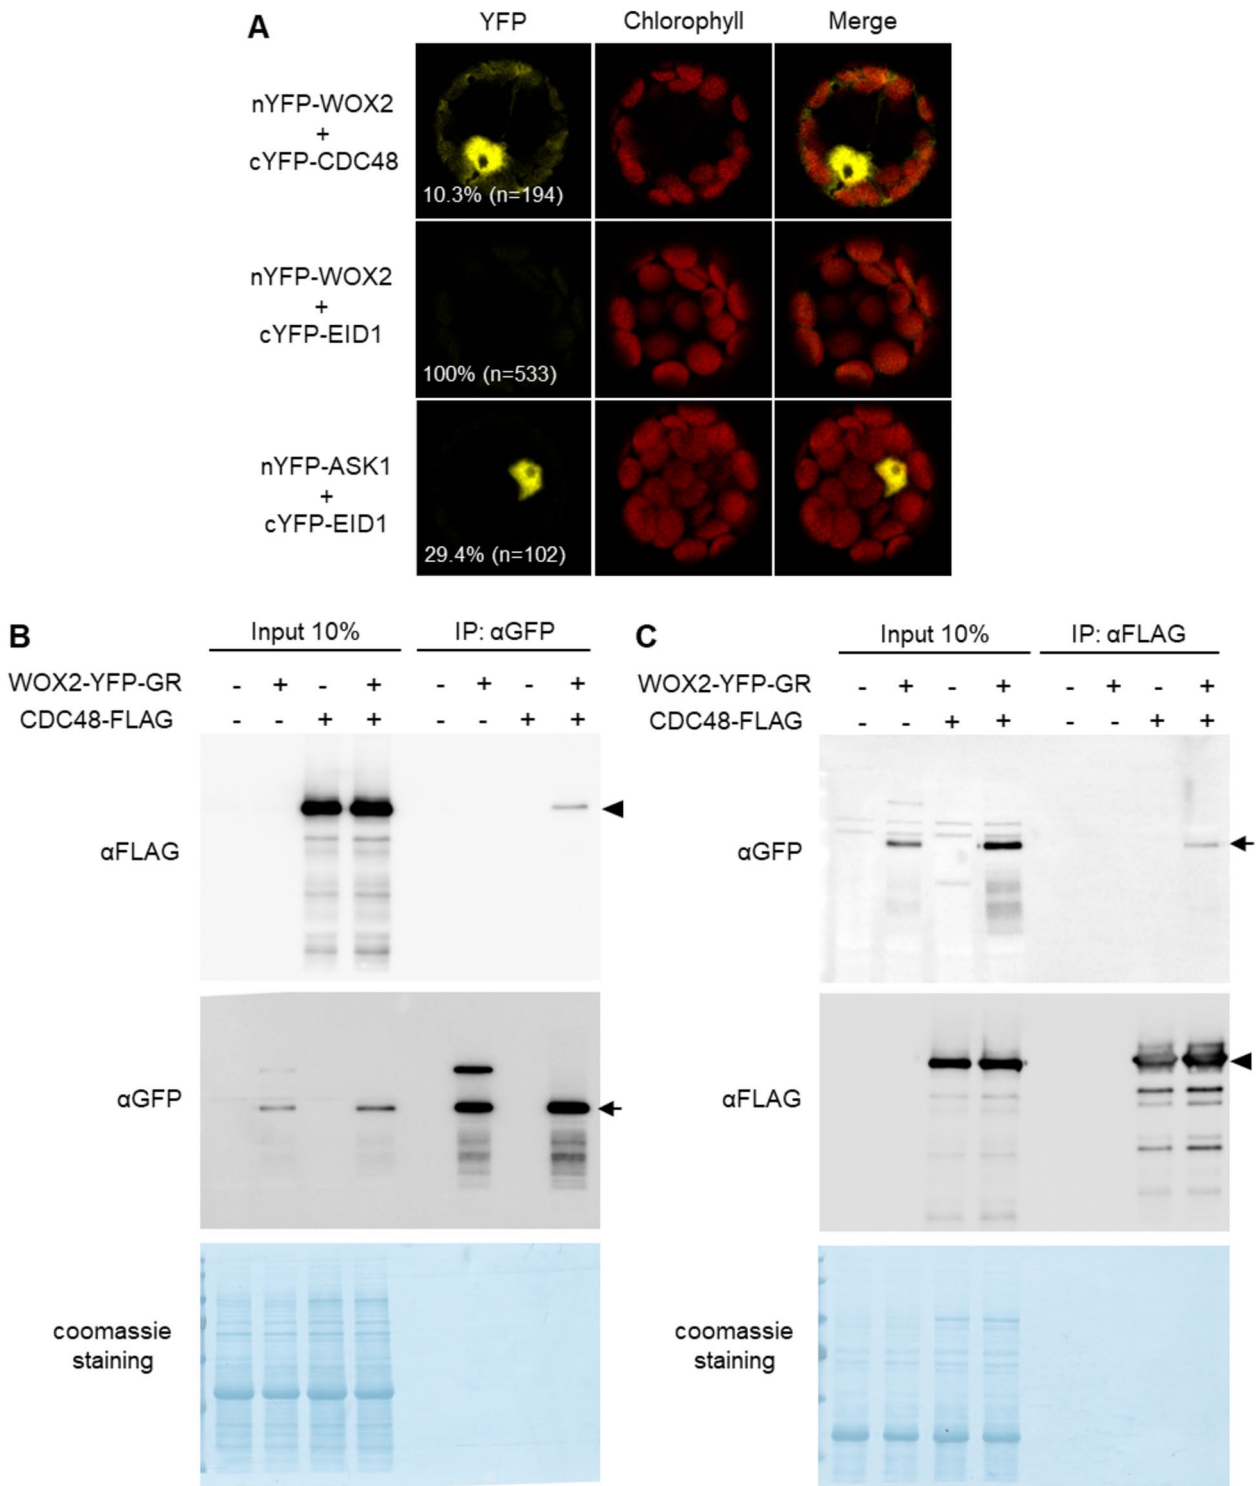 A
YFP Chlorophyll Merge
nYFP-WOX2
+
cYFP-CDC48
10.3% (n=194)
nYFP-WOX2
+
cYFP-EID1
100% (n=533)
nYFP-ASK1
+
cYFP-EID1
29.4% (n=102)
B
Input 10% IP: αGFP
WOX2-YFP-GR - + - + - + - +
CDC48-FLAG - - + + - - + +
αFLAG
αGFP
coomassie
staining
C
Input 10% IP: αFLAG
WOX2-YFP-GR - + - + - + - +
CDC48-FLAG - - + + - - + +
αGFP
αFLAG
coomassie
staining